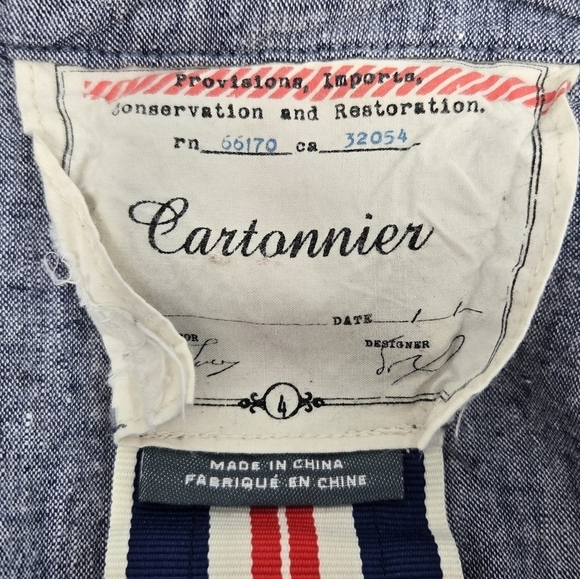 Provisions, Imports,
Conservation and Restoration.
rn 66170 ca 32054
Cartonnier
DATE
OR DESIGNER
4
MADE IN CHINA
FABRIQUÉ EN CHINE